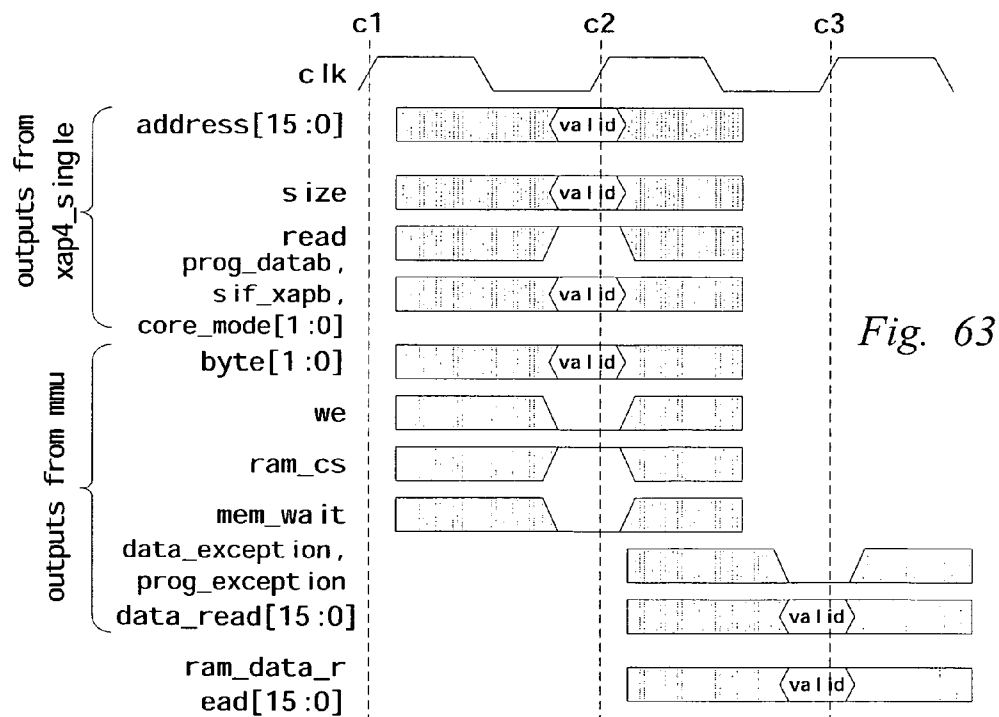 c1 c2 c3
clk
outputs from
xap4_single
address[15:0] valid
size valid
read
prog_datab,
sif_xapb, valid
core_mode[1:0]
Fig. 63
outputs from mmu
byte[1:0] valid
we
ram_cs
mem_wait
data_exception,
prog_exception
data_read[15:0] valid
ram_data_r
ead[15:0] valid